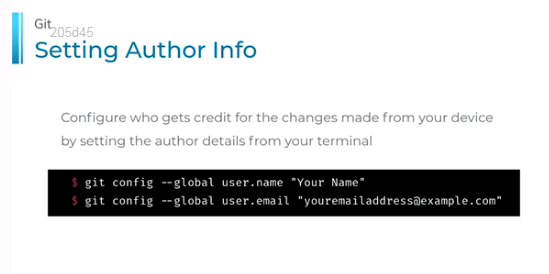 Git
205d45
Setting Author Info
Configure who gets credit for the changes made from your device
by setting the author details from your terminal
$ git config --global user.name "Your Name"
$ git config --global user.email "youremailaddress@example.com"